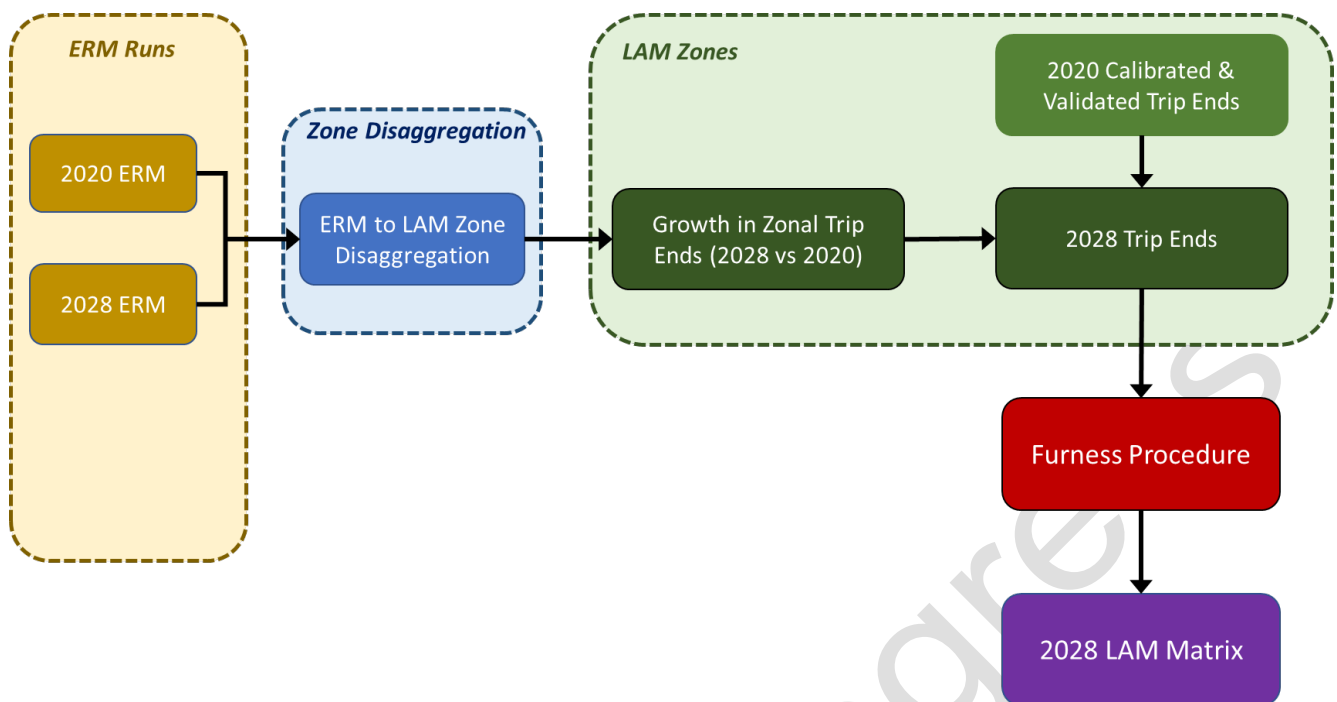 ERM Runs
2020 ERM
2028 ERM
Zone Disaggregation
ERM to LAM Zone
Disaggregation
LAM Zones
2020 Calibrated &
Validated Trip Ends
Growth in Zonal Trip
Ends (2028 vs 2020)
2028 Trip Ends
Furness Procedure
2028 LAM Matrix